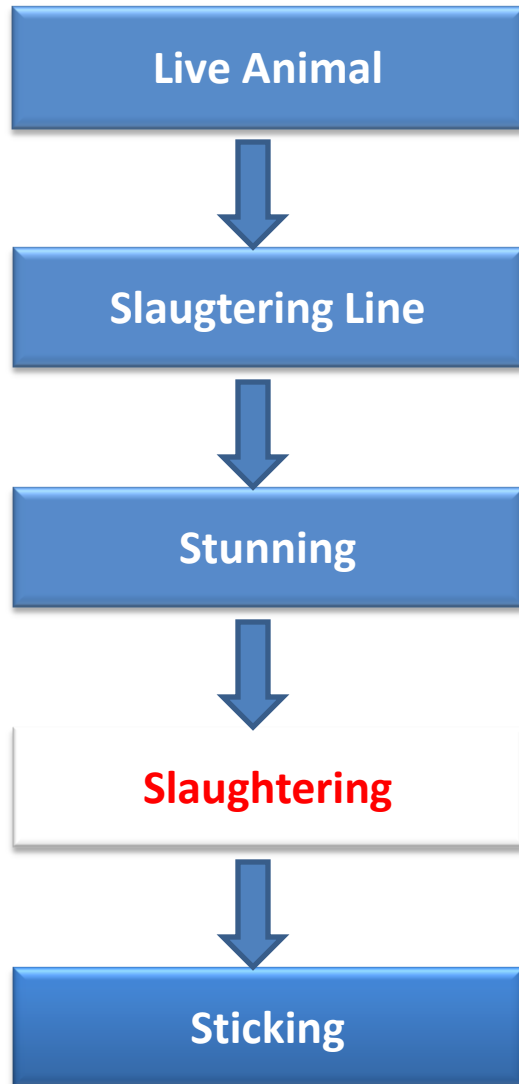 Live Animal
Slaugtering Line
Stunning
Slaughtering
Sticking